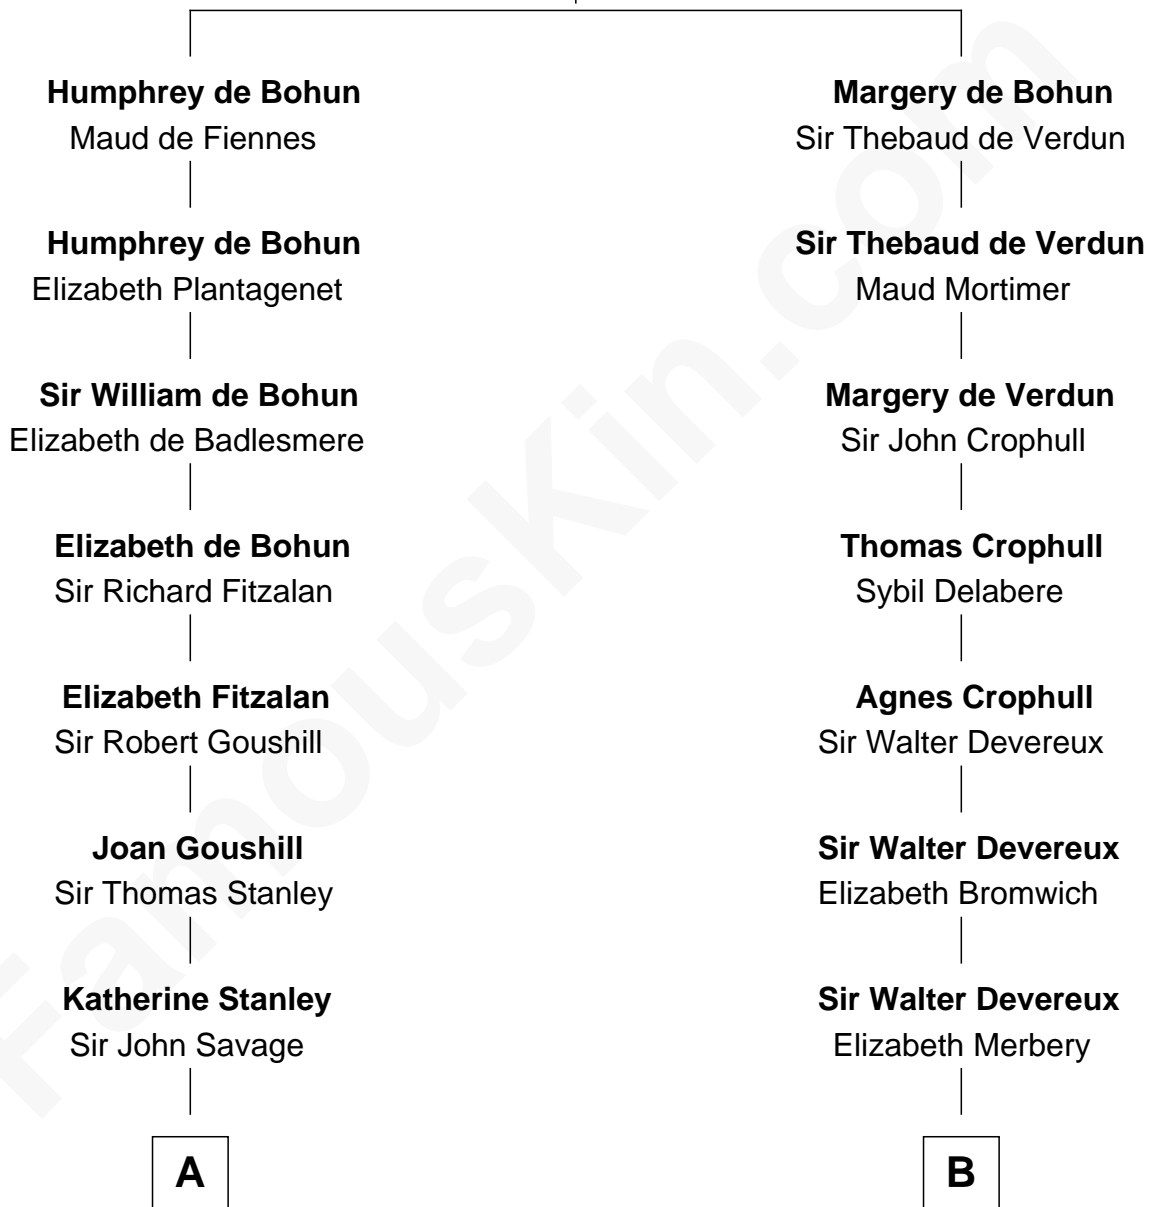 Humphrey de Bohun
Maud de Fiennes
Humphrey de Bohun
Elizabeth Plantagenet
Sir William de Bohun
Elizabeth de Badlesmere
Elizabeth de Bohun
Sir Richard Fitzalan
Elizabeth Fitzalan
Sir Robert Goushill
Joan Goushill
Sir Thomas Stanley
Katherine Stanley
Sir John Savage
A
Margery de Bohun
Sir Thebaud de Verdun
Sir Thebaud de Verdun
Maud Mortimer
Margery de Verdun
Sir John Crophull
Thomas Crophull
Sybil Delabere
Agnes Crophull
Sir Walter Devereux
Sir Walter Devereux
Elizabeth Bromwich
Sir Walter Devereux
Elizabeth Merbery
B
FamousKin.com